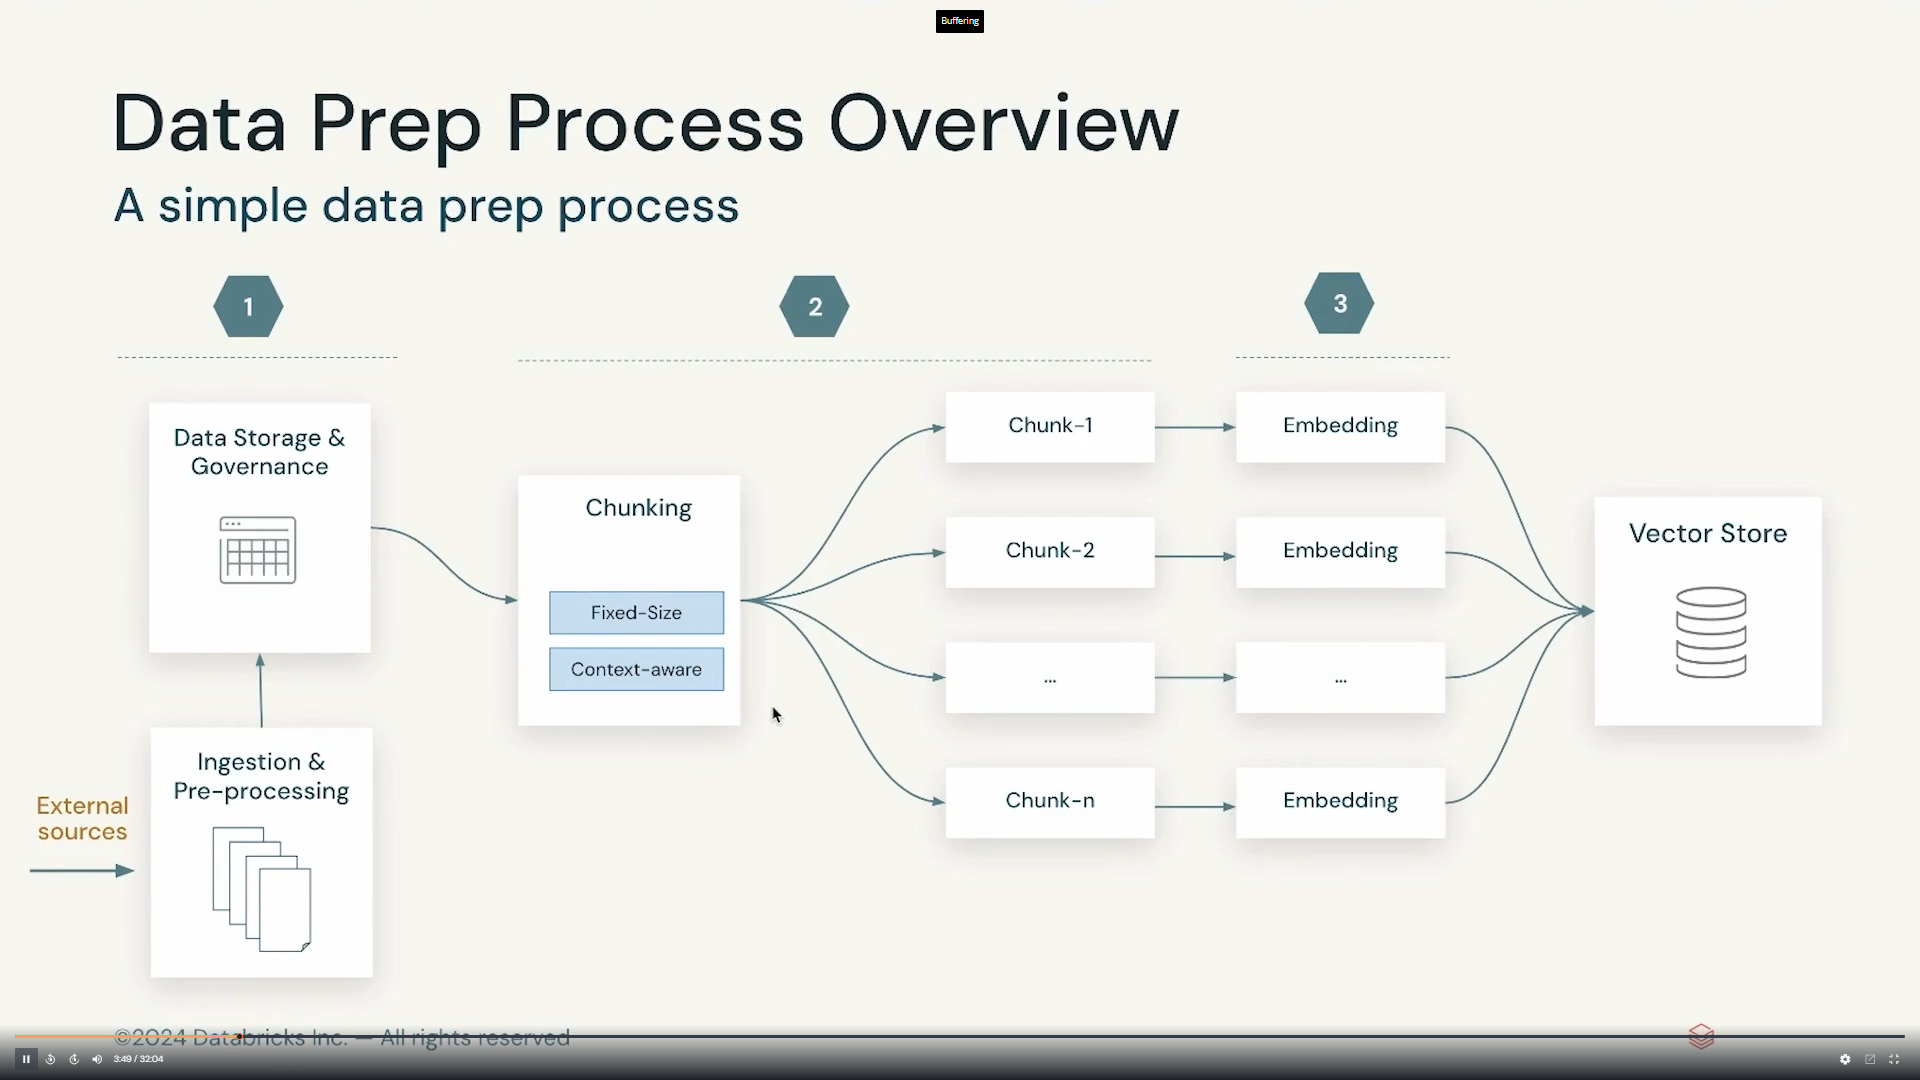 Buffering
Data Prep Process Overview
A simple data prep process
1
2
3
Data Storage &
Governance
Chunking
Fixed-Size
Context-aware
Chunk-1
Embedding
Chunk-2
Embedding
...
...
Chunk-n
Embedding
Vector Store
Ingestion &
Pre-processing
External
sources
©2024 Databricks Inc. — All rights reserved
3:49 / 32:04